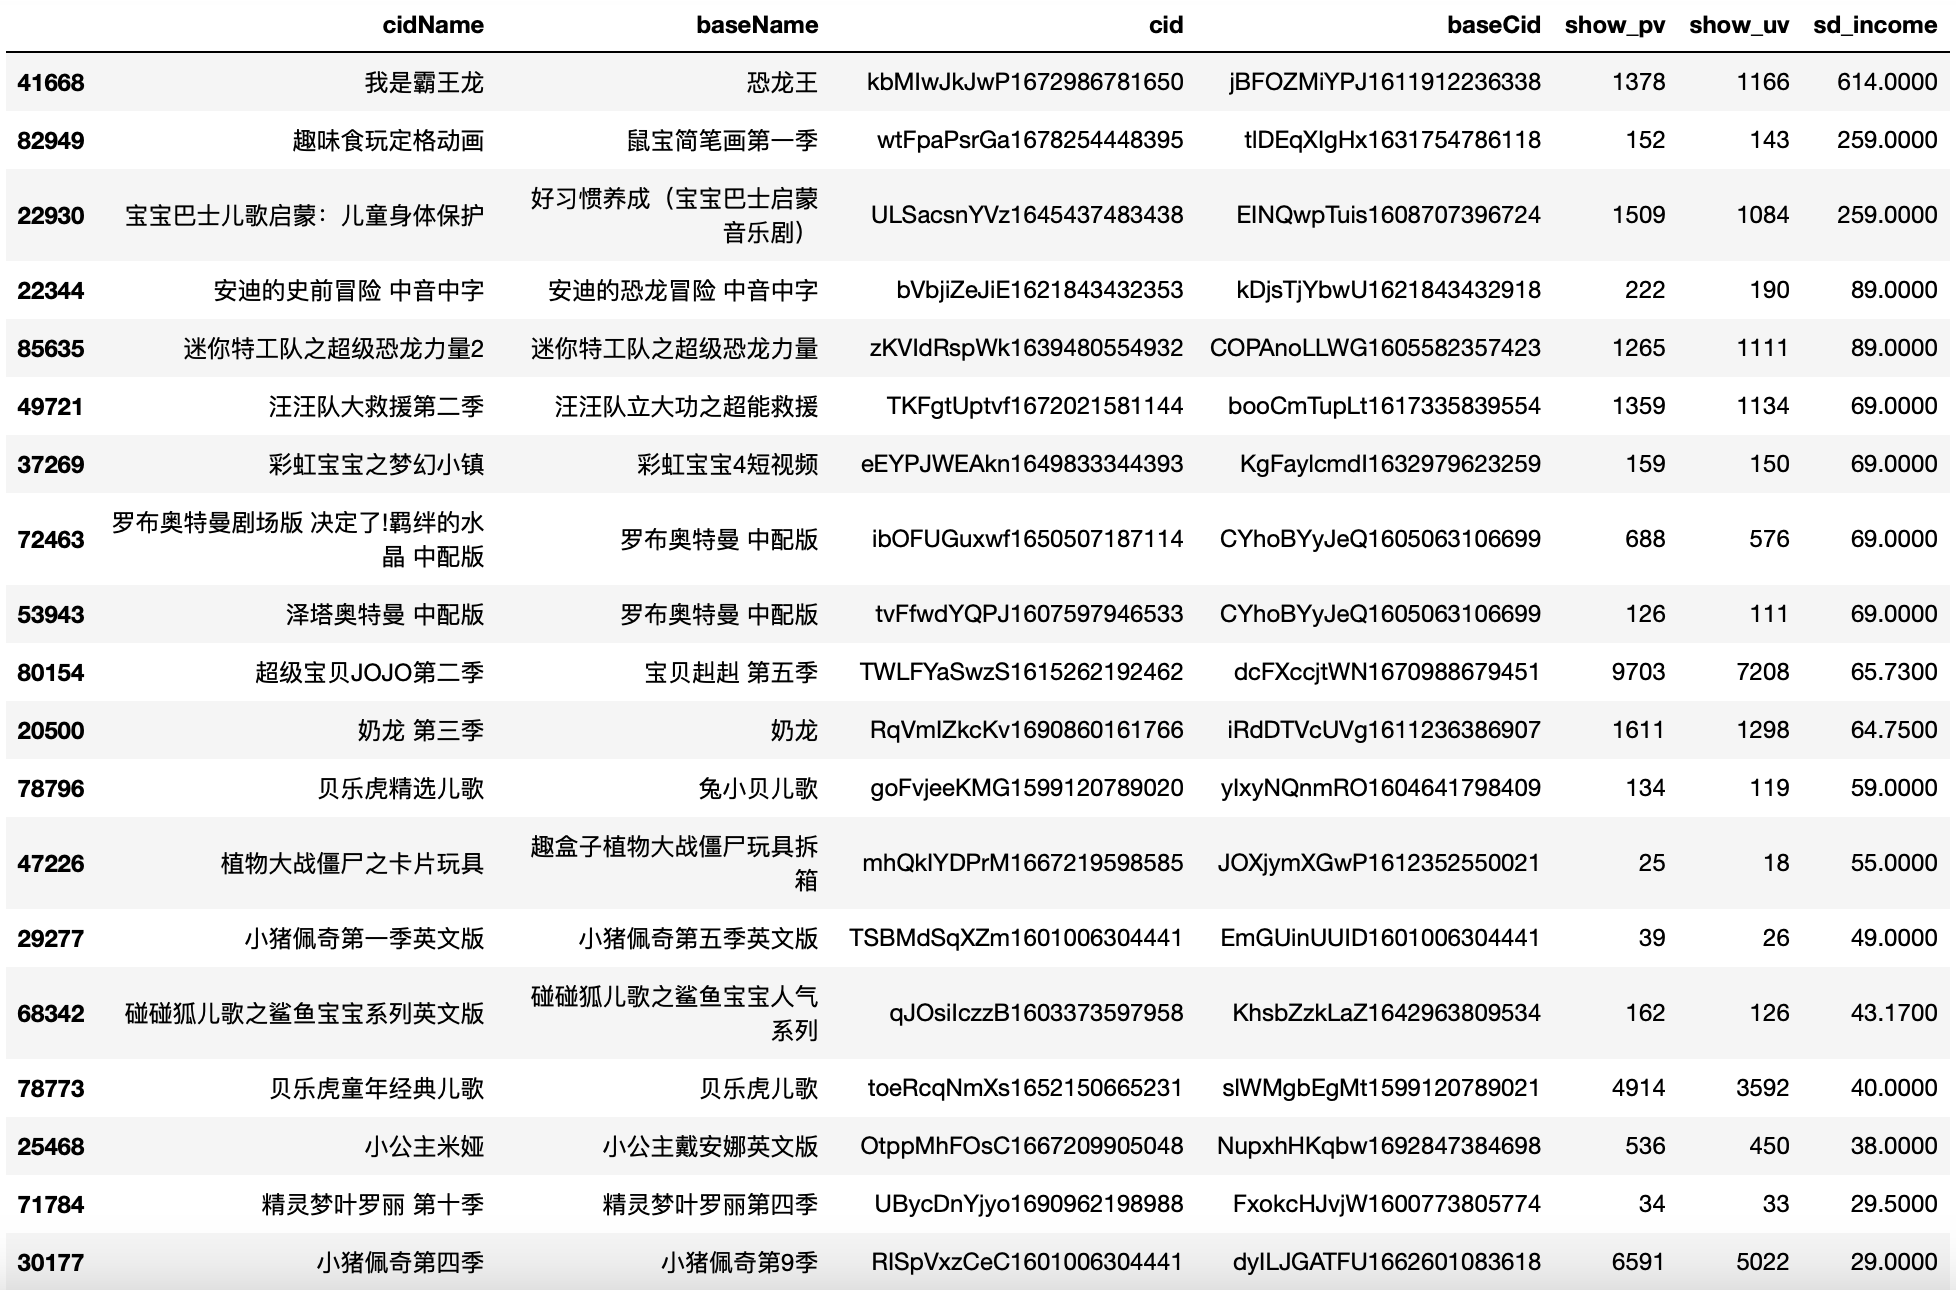 cidName baseName cid baseCid show_pv show_uv sd_income
41668 我是霸王龙 恐龙王 kbMIwJkJwP1672986781650 jBFOZMiYPJ1611912236338 1378 1166 614.0000
82949 趣味食玩定格动画 鼠宝简笔画第一季 wtFpaPsrGa1678254448395 tIDEqXIgHx1631754786118 152 143 259.0000
22930 宝宝巴士儿歌启蒙：儿童身体保护 好习惯养成（宝宝巴士启蒙
音乐剧） ULSacsnYVz1645437483438 EINQwpTuis1608707396724 1509 1084 259.0000
22344 安迪的史前冒险 中音中字 安迪的恐龙冒险 中音中字 bVbjiZeJiE1621843432353 kDjsTjYbwU1621843432918 222 190 89.0000
85635 迷你特工队之超级恐龙力量2 迷你特工队之超级恐龙力量 zKVIdRspWk1639480554932 COPAnoLLWG1605582357423 1265 1111 89.0000
49721 汪汪队大救援第二季 汪汪队立大功之超能救援 TKFgtUptvf1672021581144 booCmTupLt1617335839554 1359 1134 69.0000
37269 彩虹宝宝之梦幻小镇 彩虹宝宝4短视频 eEYPJWEAkn1649833344393 KgFaylcmdI1632979623259 159 150 69.0000
72463 罗布奥特曼剧场版 决定了!羁绊的水
晶 中配版 罗布奥特曼 中配版 ibOFUGuxwf1650507187114 CYhoBYyJeQ1605063106699 688 576 69.0000
53943 泽塔奥特曼 中配版 罗布奥特曼 中配版 tvFfwdYQPJ1607597946533 CYhoBYyJeQ1605063106699 126 111 69.0000
80154 超级宝贝JOJO第二季 宝贝赳赳 第五季 TWLFYaSwzS1615262192462 dcFXccjtWN1670988679451 9703 7208 65.7300
20500 奶龙 第三季 奶龙 RqVmIZkcKv1690860161766 iRdDTVcUVg1611236386907 1611 1298 64.7500
78796 贝乐虎精选儿歌 兔小贝儿歌 goFvjeeKMG1599120789020 yIxyNQnmRO1604641798409 134 119 59.0000
47226 植物大战僵尸之卡片玩具 趣盒子植物大战僵尸玩具拆
箱 mhQkIYDPrM1667219598585 JOXjymXGwP1612352550021 25 18 55.0000
29277 小猪佩奇第一季英文版 小猪佩奇第五季英文版 TSBMdSqXZm1601006304441 EmGUinUUID1601006304441 39 26 49.0000
68342 碰碰狐儿歌之鲨鱼宝宝系列英文版 碰碰狐儿歌之鲨鱼宝宝人气
系列 qJOsiIczzB1603373597958 KhsbZzkLaZ1642963809534 162 126 43.1700
78773 贝乐虎童年经典儿歌 贝乐虎儿歌 toeRcqNmXs1652150665231 slWMgbEgMt1599120789021 4914 3592 40.0000
25468 小公主米娅 小公主戴安娜英文版 OtppMhFOsC1667209905048 NupxhHKqbw1692847384698 536 450 38.0000
71784 精灵梦叶罗丽 第十季 精灵梦叶罗丽第四季 UBycDnYjyo1690962198988 FxokcHJvjW1600773805774 34 33 29.5000
30177 小猪佩奇第四季 小猪佩奇第9季 RISpVxzCeC1601006304441 dyILJGATFU1662601083618 6591 5022 29.0000